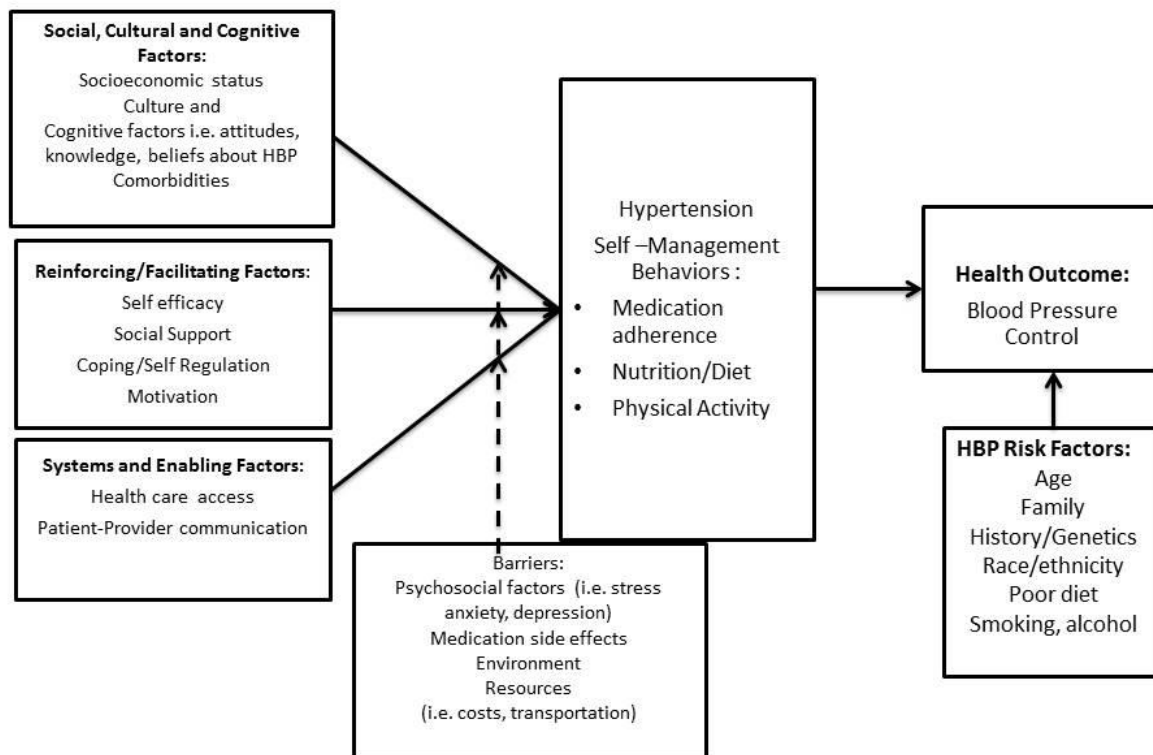 Social, Cultural and Cognitive
Factors:
Socioeconomic status
Culture and
Cognitive factors i.e. attitudes,
knowledge, beliefs about HBP
Comorbidities
Reinforcing/Facilitating Factors:
Self efficacy
Social Support
Coping/Self Regulation
Motivation
Systems and Enabling Factors:
Health care access
Patient-Provider communication
Barriers:
Psychosocial factors (i.e. stress
anxiety, depression)
Medication side effects
Environment
Resources
(i.e. costs, transportation)
Hypertension
Self –Management
Behaviors :
• Medication
adherence
• Nutrition/Diet
• Physical Activity
Health Outcome:
Blood Pressure
Control
HBP Risk Factors:
Age
Family
History/Genetics
Race/ethnicity
Poor diet
Smoking, alcohol